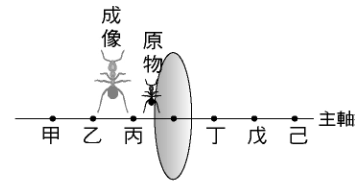 成像
原物
主軸
甲 乙 丙 丁 戊 己